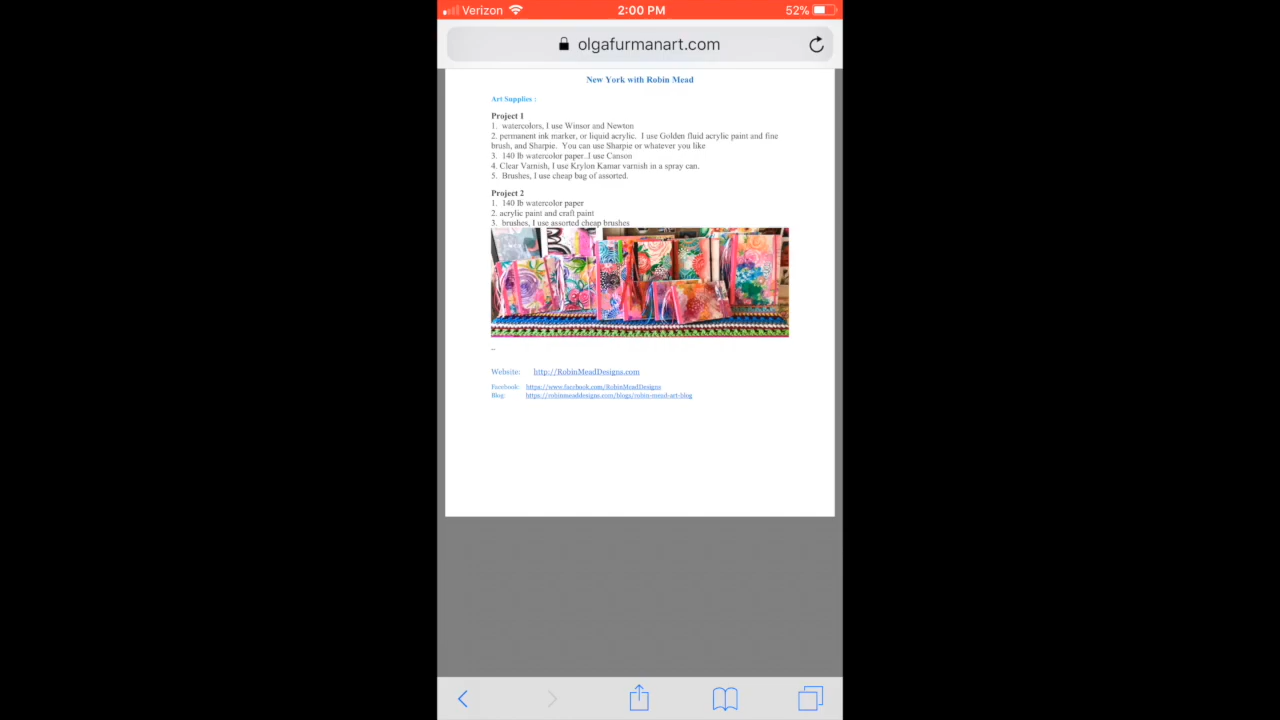 Verizon
2:00 PM
52%
olgafurmanart.com
New York with Robin Mead
Art Supplies :
Project 1
1. watercolors, I use Winsor and Newton
2. permanent ink marker, or liquid acrylic. I use Golden fluid acrylic paint and fine
brush, and Sharpie. You can use Sharpie or whatever you like
3. 140 lb watercolor paper..I use Canson
4. Clear Varnish, I use Krylon Kamar varnish in a spray can.
5. Brushes, I use cheap bag of assorted.
Project 2
1. 140 lb watercolor paper
2. acrylic paint and craft paint
3. brushes, I use assorted cheap brushes
Website: http://RobinMeadDesigns.com
Facebook: https://www.facebook.com/RobinMeadDesigns
Blog: https://robinmeaddesigns.com/blogs/robin-mead-art-blog